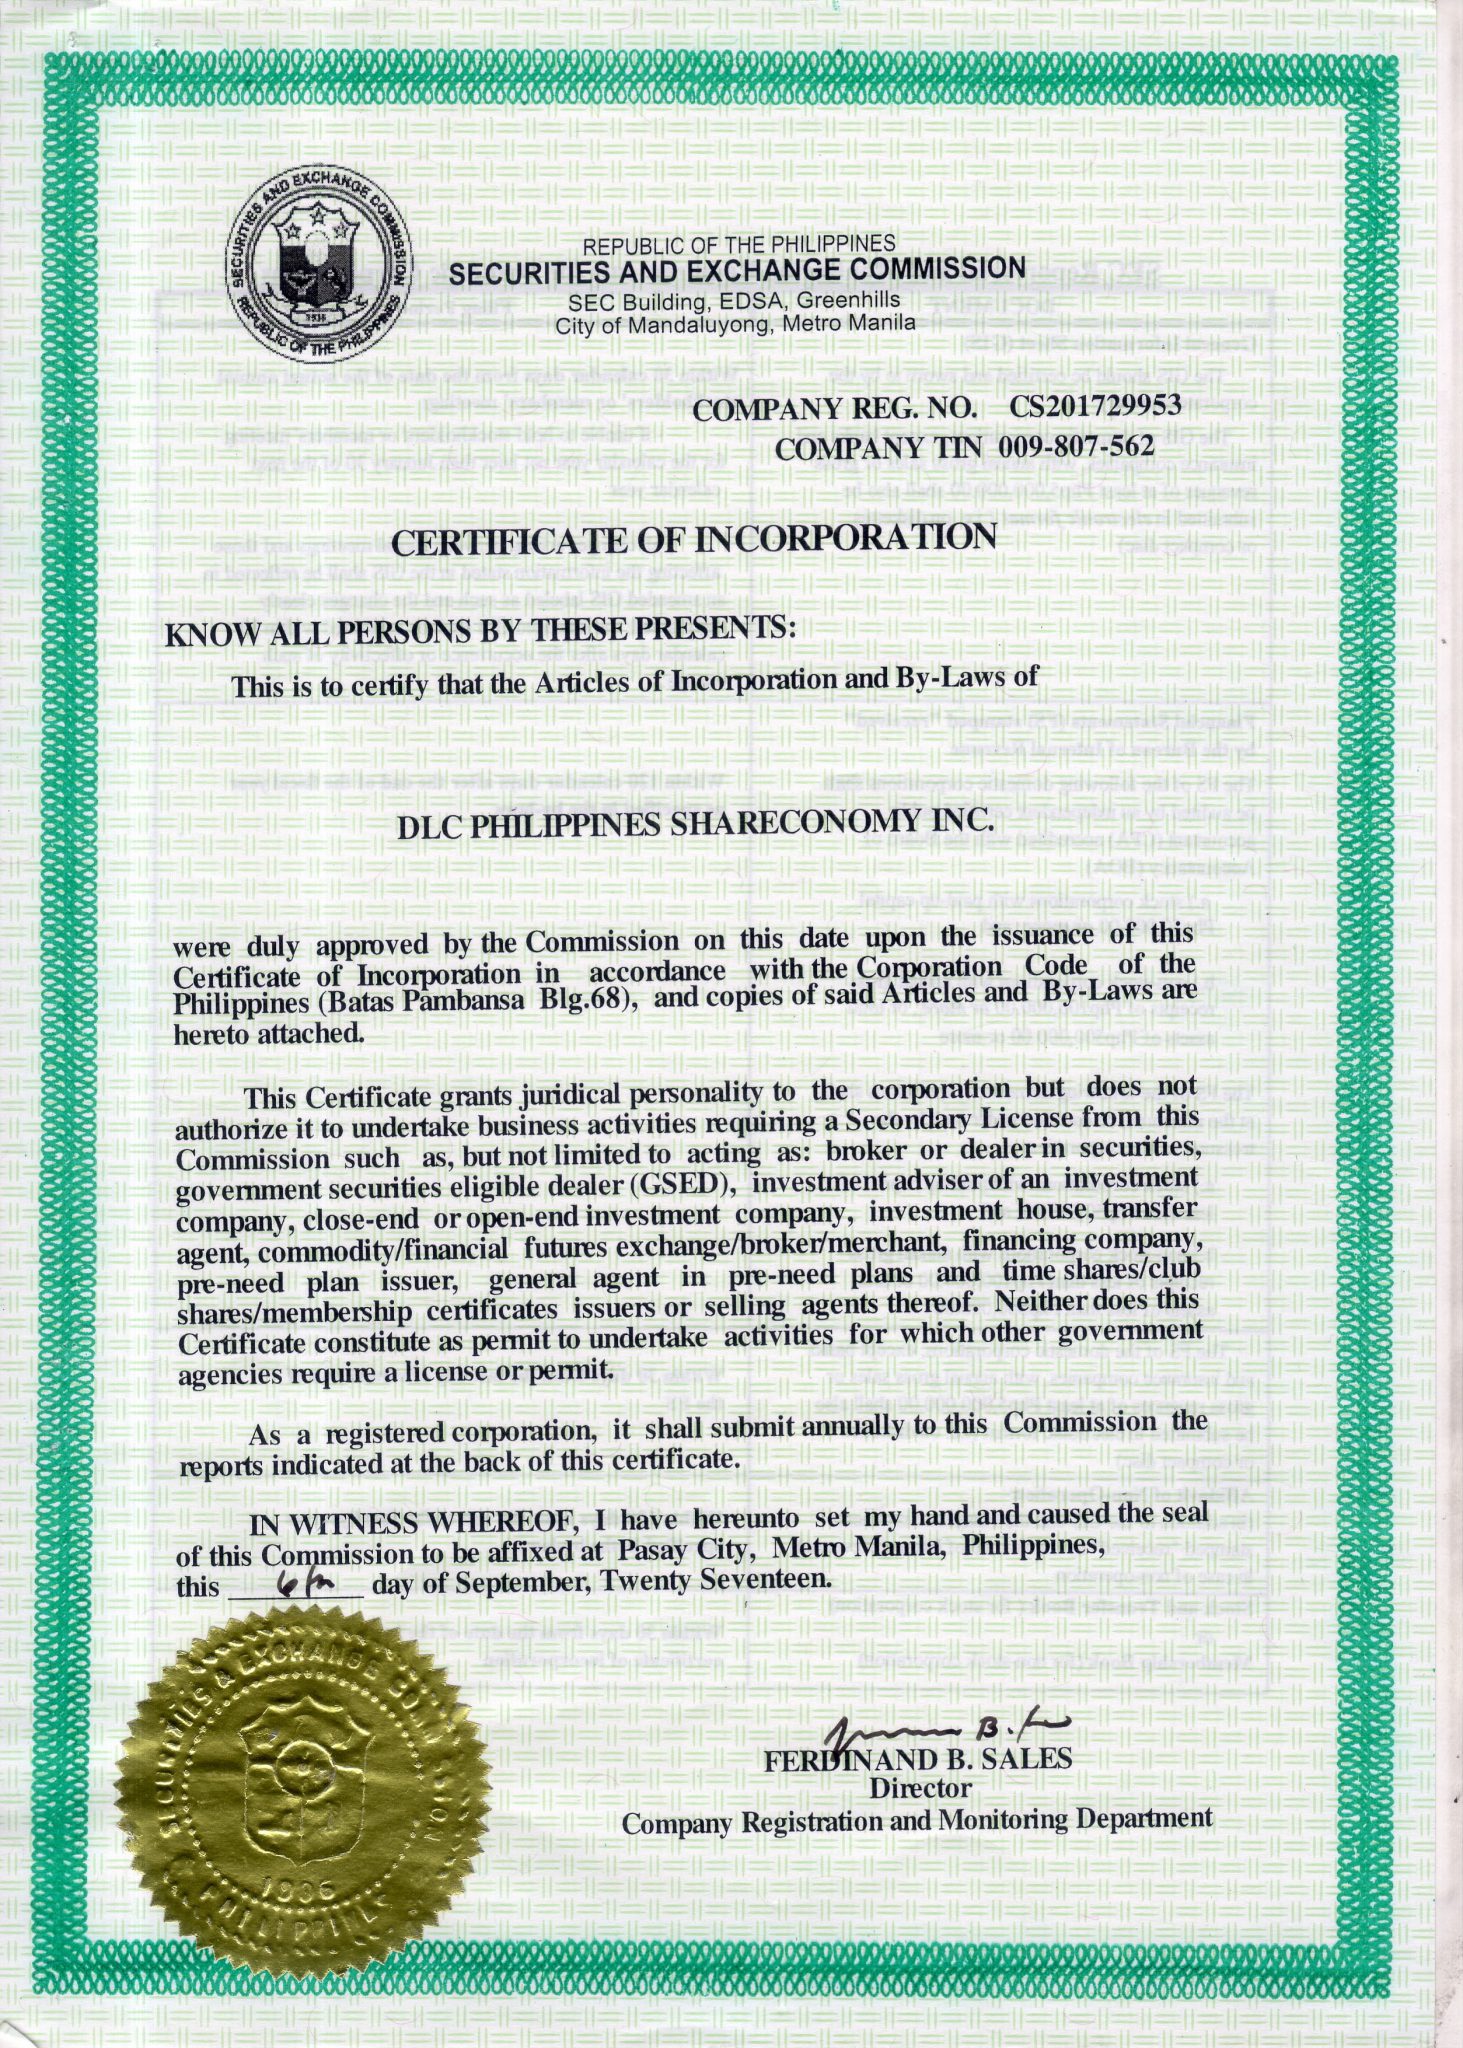 SECURITIES AND EXCHANGE COMMISSION
REPUBLIC OF THE PHILIPPINES
1936
REPUBLIC OF THE PHILIPPINES
SECURITIES AND EXCHANGE COMMISSION
SEC Building, EDSA, Greenhills
City of Mandaluyong, Metro Manila
COMPANY REG. NO. CS201729953
COMPANY TIN 009-807-562
CERTIFICATE OF INCORPORATION
KNOW ALL PERSONS BY THESE PRESENTS:
This is to certify that the Articles of Incorporation and By-Laws of
DLC PHILIPPINES SHARECONOMY INC.
were duly approved by the Commission on this date upon the issuance of this
Certificate of Incorporation in accordance with the Corporation Code of the
Philippines (Batas Pambansa Blg.68), and copies of said Articles and By-Laws are
hereto attached.
This Certificate grants juridical personality to the corporation but does not
authorize it to undertake business activities requiring a Secondary License from this
Commission such as, but not limited to acting as: broker or dealer in securities,
government securities eligible dealer (GSED), investment adviser of an investment
company, close-end or open-end investment company, investment house, transfer
agent, commodity/financial futures exchange/broker/merchant, financing company,
pre-need plan issuer, general agent in pre-need plans and time shares/club
shares/membership certificates issuers or selling agents thereof. Neither does this
Certificate constitute as permit to undertake activities for which other government
agencies require a license or permit.
As a registered corporation, it shall submit annually to this Commission the
reports indicated at the back of this certificate.
IN WITNESS WHEREOF, I have hereunto set my hand and caused the seal
of this Commission to be affixed at Pasay City, Metro Manila, Philippines,
this 6th day of September, Twenty Seventeen.
SECURITIES & EXCHANGE COMMISSION
1936
PHILIPPINES
FERDINAND B. SALES
Director
Company Registration and Monitoring Department